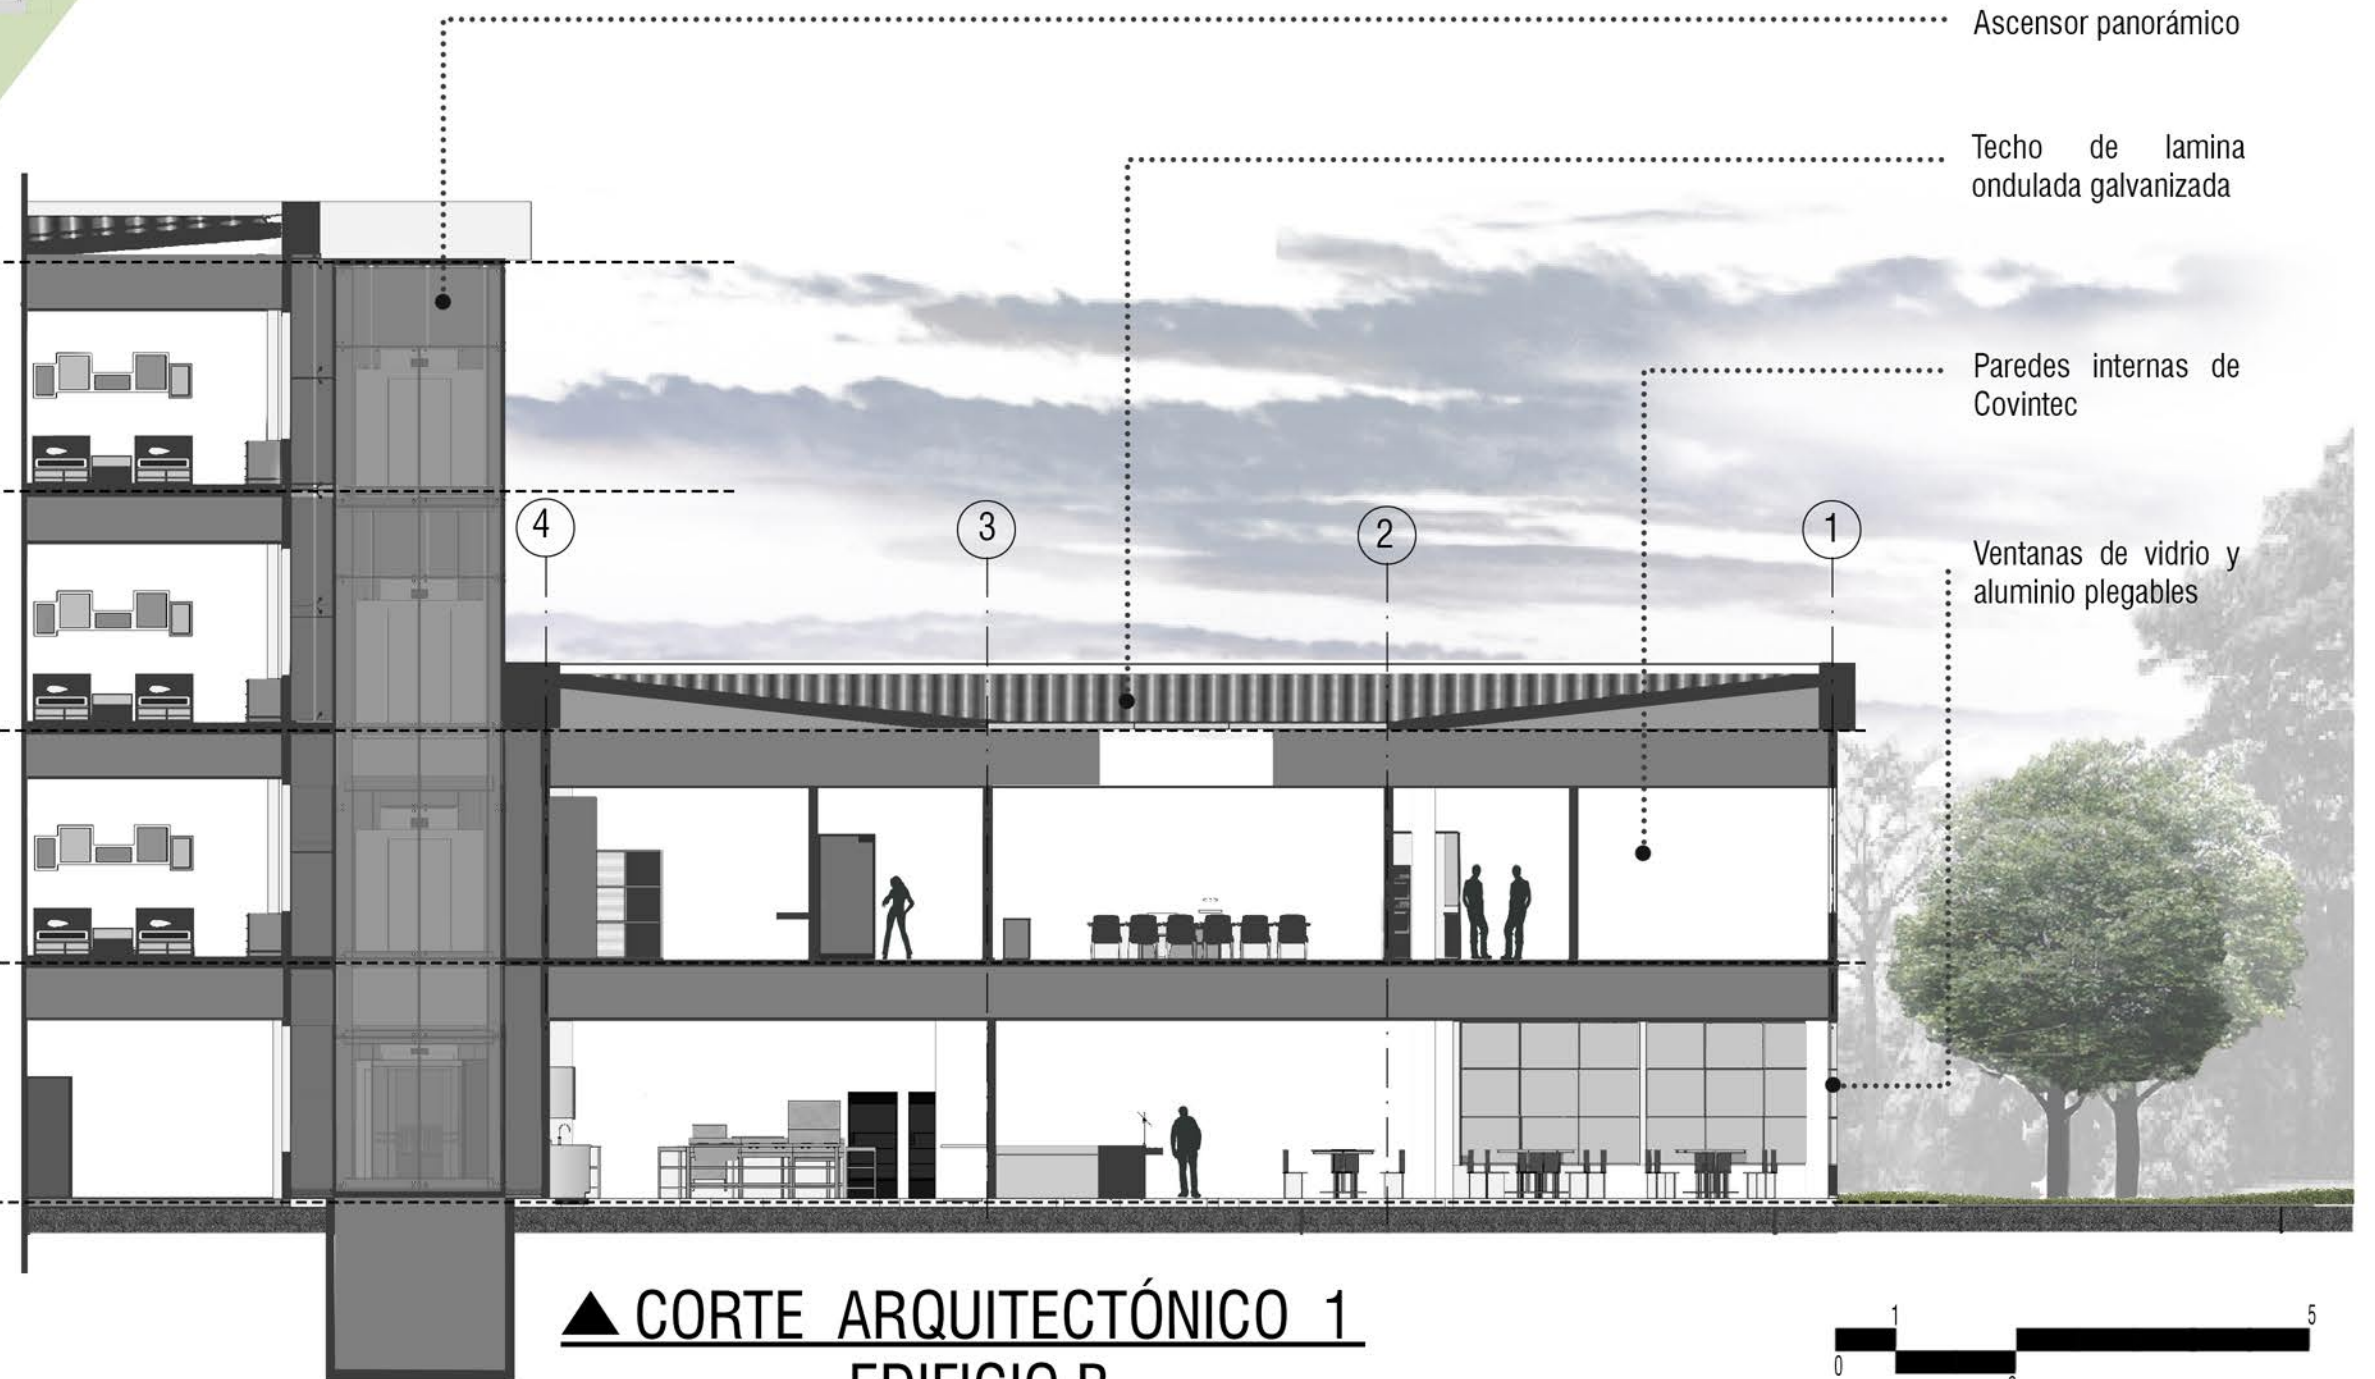 Ascensor panorámico
Techo de lamina
ondulada galvanizada
Paredes internas de
Covintec
Ventanas de vidrio y
aluminio plegables
4
3
2
1
CORTE ARQUITECTÓNICO 1
EDIFICIO B
1
5
0